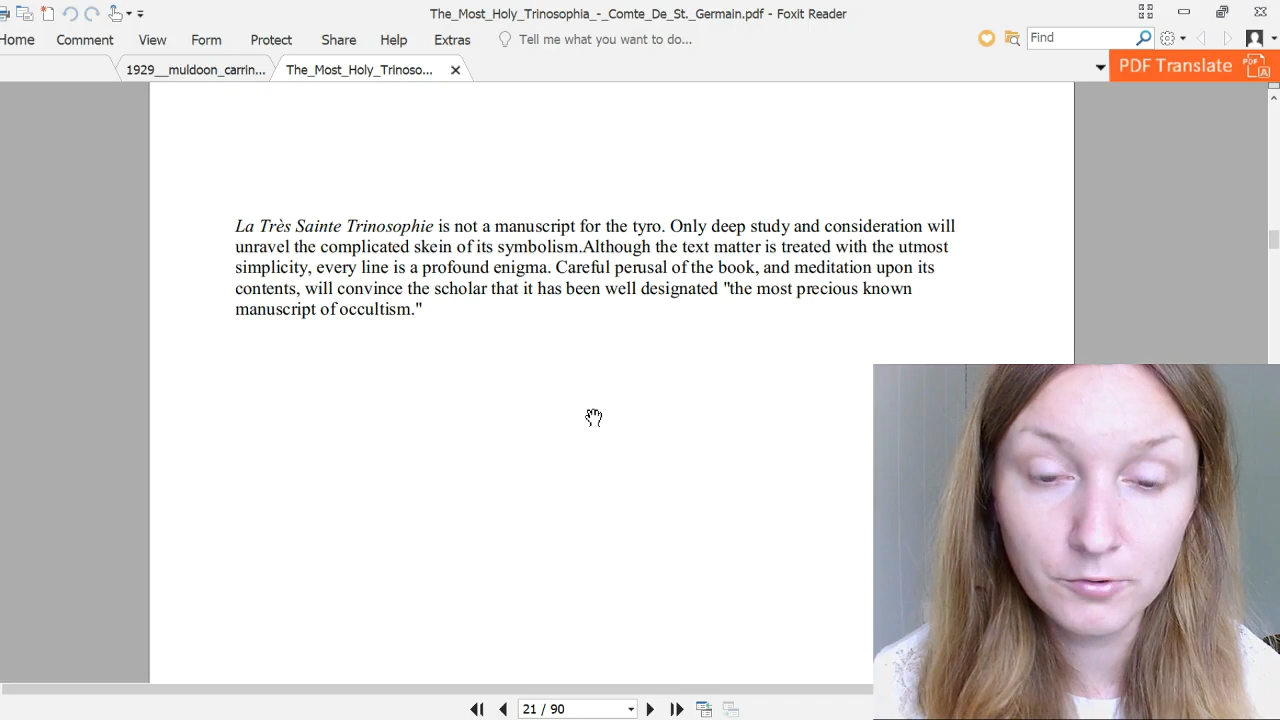 The_Most_Holy_Trinosophia_-_Comte_De_St._Germain.pdf - Foxit Reader
Home Comment View Form Protect Share Help Extras Tell me what you want to do... Find
1929__muldoon_carrin... The_Most_Holy_Trinoso... PDF Translate
La Très Sainte Trinosophie is not a manuscript for the tyro. Only deep study and consideration will
unravel the complicated skein of its symbolism.Although the text matter is treated with the utmost
simplicity, every line is a profound enigma. Careful perusal of the book, and meditation upon its
contents, will convince the scholar that it has been well designated "the most precious known
manuscript of occultism."
21 / 90